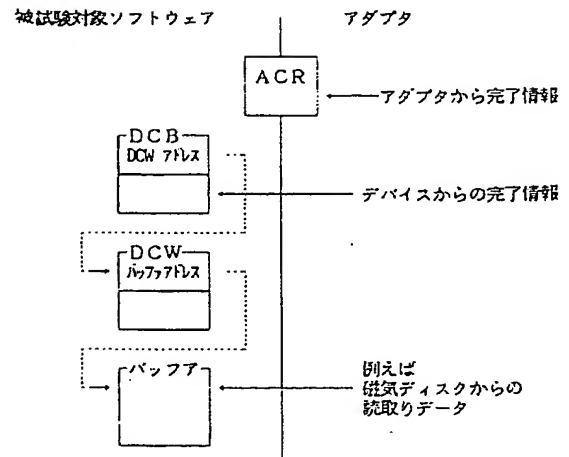 被試験対象ソフトウェア
アダプタ
ACR
アダプタから完了情報
DCB
DCW アドレス
デバイスからの完了情報
DCW
バッファアドレス
バッフア
例えば
磁気ディスクからの
読取りデータ